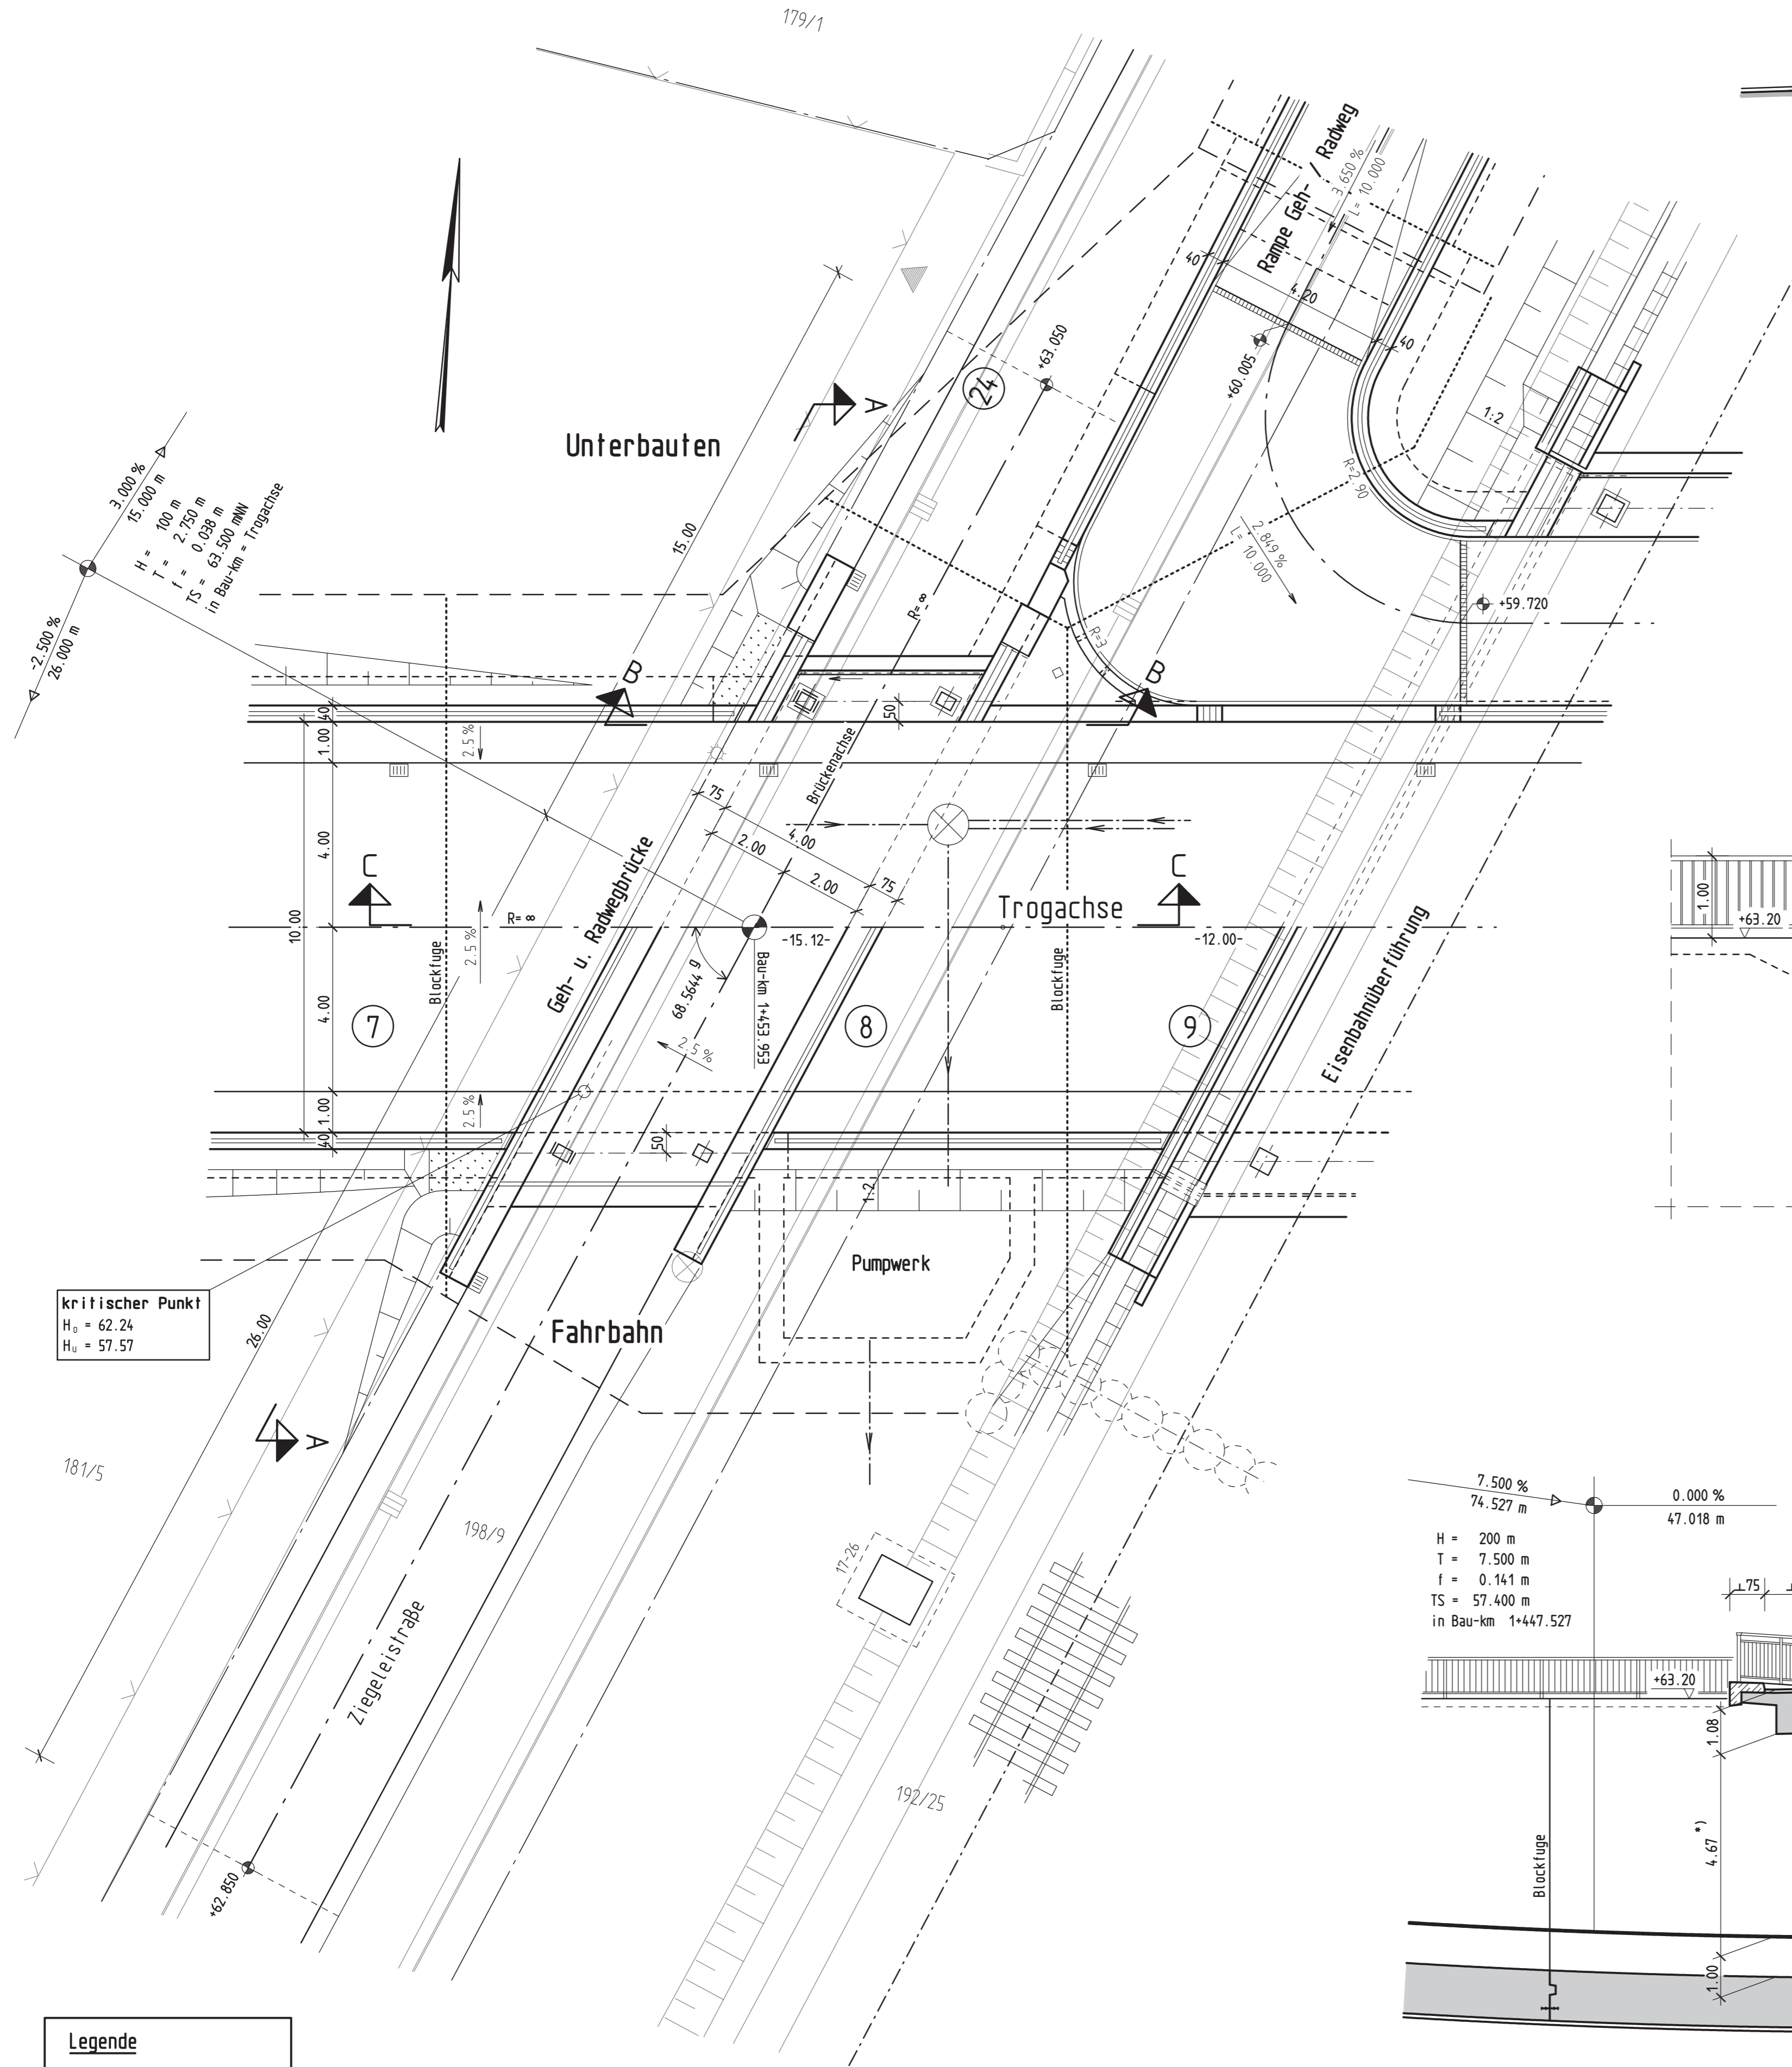 179/1
Rampe Geh- / Radweg
3.650 %
L= 10.000
40
4.20
40
+63.050
+60.005
24
A
1:2
Unterbauten
R=2.90
3.000 %
15.000 m
H = 100 m
T = 2.750 m
f = 0.038 m
TS = 63.500 mNN
in Bau-km = Trogachse
-2.500 %
26.000 m
15.00
2.849 %
L= 10.000
R= ∞
+59.720
R=3
B
B
50
40
1.00
2.5 %
Brückenachse
75
4.00
2.00
2.00
75
4.00
10.00
C
C
Geh- u. Radwegbrücke
Trogachse
R= ∞
-15.12-
-12.00-
2.5 %
Blockfuge
Blockfuge
68.5644 g
Bau-km 1+453.953
Eisenbahnüberführung
4.00
7
8
9
2.5 %
2.5 %
1.00
40
50
1:2
Pumpwerk
kritischer Punkt
Ho = 62.24
Hu = 57.57
26.00
Fahrbahn
A
181/5
198/9
17-26
Ziegeleistraße
192/25
+62.850
Legende
1.00
+63.20
7.500 %
74.527 m
0.000 %
47.018 m
H = 200 m
T = 7.500 m
f = 0.141 m
TS = 57.400 m
in Bau-km 1+447.527
⊥75
+63.20
1.08
4.67 *)
Blockfuge
1.00